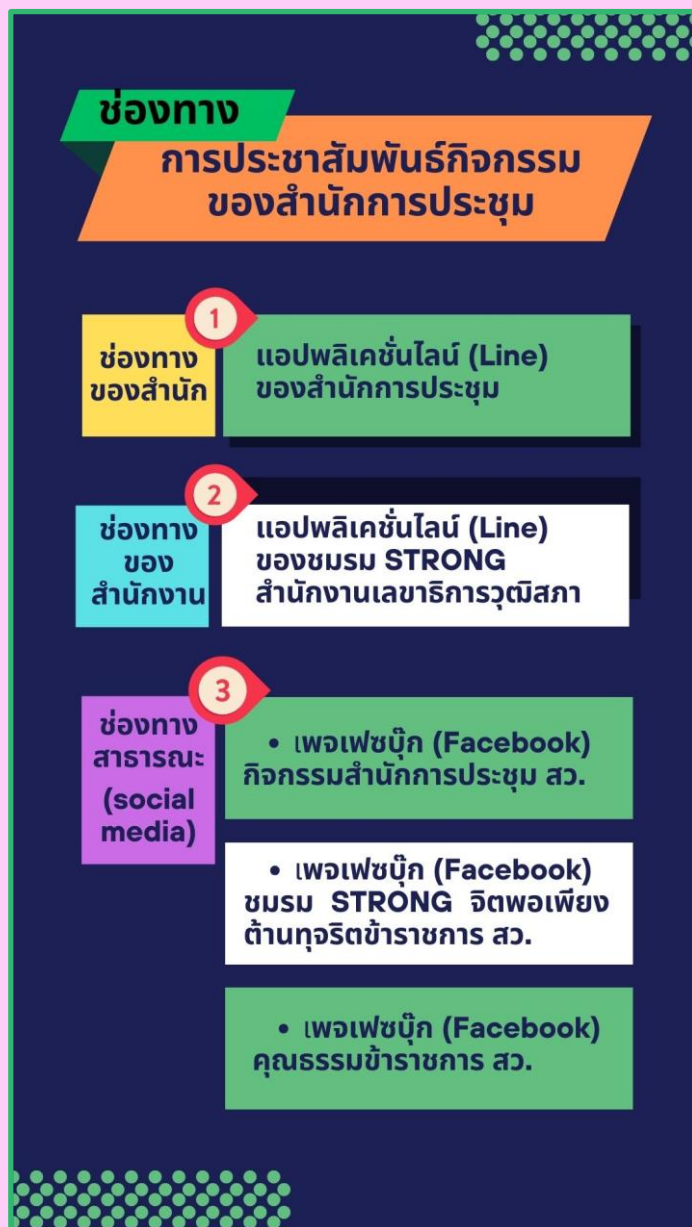 ช่องทาง
การประชาสัมพันธ์กิจกรรม
ของสำนักการประชุม
1
ช่องทาง
ของสำนัก
แอปพลิเคชั่นไลน์ (Line)
ของสำนักการประชุม
2
ช่องทาง
ของ
สำนักงาน
แอปพลิเคชั่นไลน์ (Line)
ของชมรม STRONG
สำนักงานเลขาธิการวุฒิสภา
3
ช่องทาง
สาธารณะ
(social
media)
• เพจเฟซบุ๊ก (Facebook)
กิจกรรมสำนักการประชุม สว.
• เพจเฟซบุ๊ก (Facebook)
ชมรม STRONG จิตพอเพียง
ต้านทุจริตข้าราชการ สว.
• เพจเฟซบุ๊ก (Facebook)
คุณธรรมข้าราชการ สว.